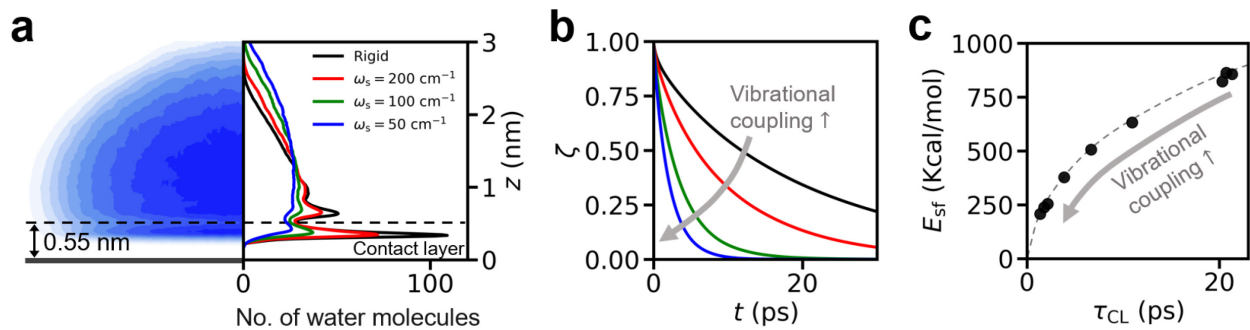 a
3
2
1
0
z (nm)
Rigid
ωs = 200 cm⁻¹
ωs = 100 cm⁻¹
ωs = 50 cm⁻¹
0.55 nm
Contact layer
0
50
100
No. of water molecules
b
1.00
0.75
0.50
0.25
0.00
ζ
Vibrational
coupling ↑
0
20
t (ps)
c
1000
750
500
250
0
Esf (Kcal/mol)
Vibrational
coupling ↑
0
20
τCL (ps)